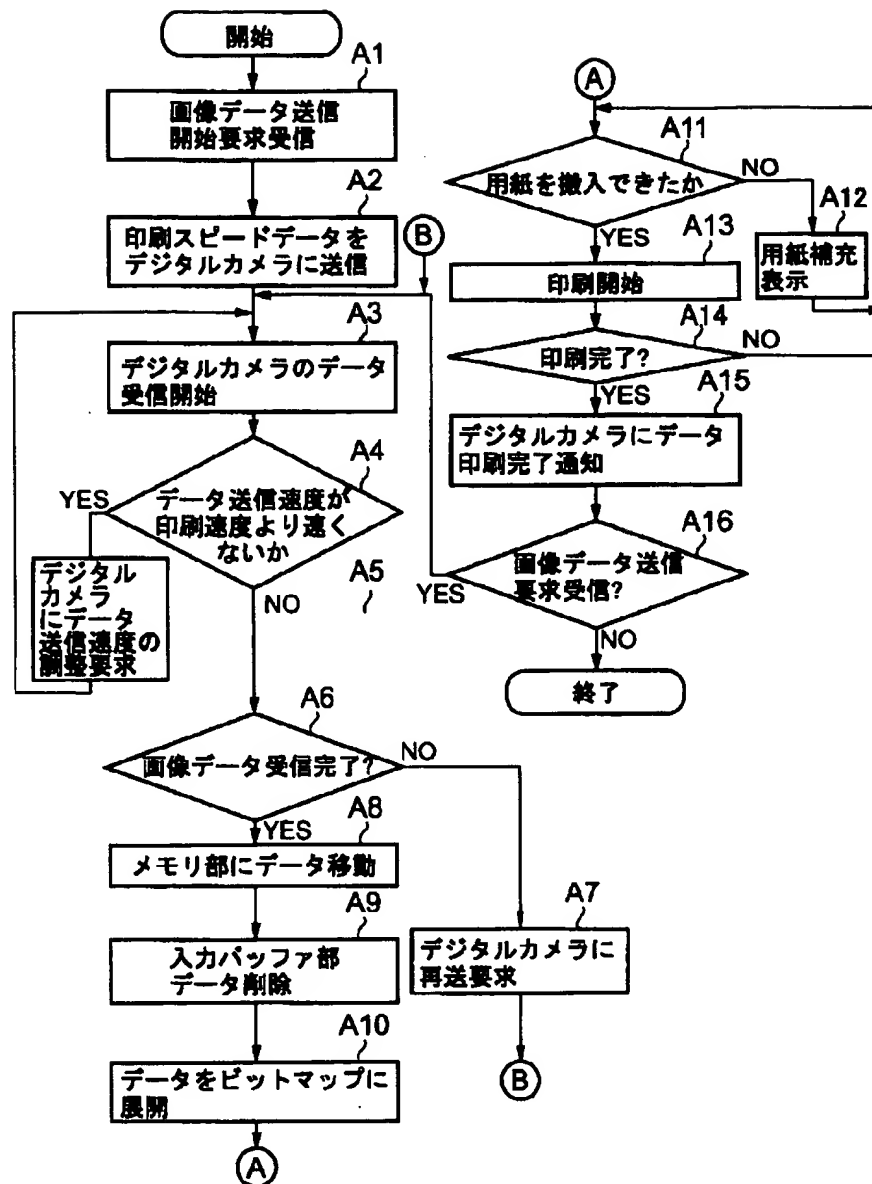 開始
A1
画像データ送信
開始要求受信
A2
印刷スピードデータを
デジタルカメラに送信
B
A3
デジタルカメラのデータ
受信開始
A4
データ送信速度が
印刷速度より速く
ないか
YES
NO
A5
デジタル
カメラ
にデータ
送信速度の
調整要求
A6
画像データ受信完了?
NO
YES
A8
メモリ部にデータ移動
A9
入力バッファ部
データ削除
A10
データをビットマップに
展開
A
A7
デジタルカメラに
再送要求
B
A
A11
用紙を搬入できたか
NO
YES
A12
用紙補充
表示
A13
印刷開始
A14
印刷完了?
NO
YES
A15
デジタルカメラにデータ
印刷完了通知
A16
画像データ送信
要求受信?
YES
NO
終了